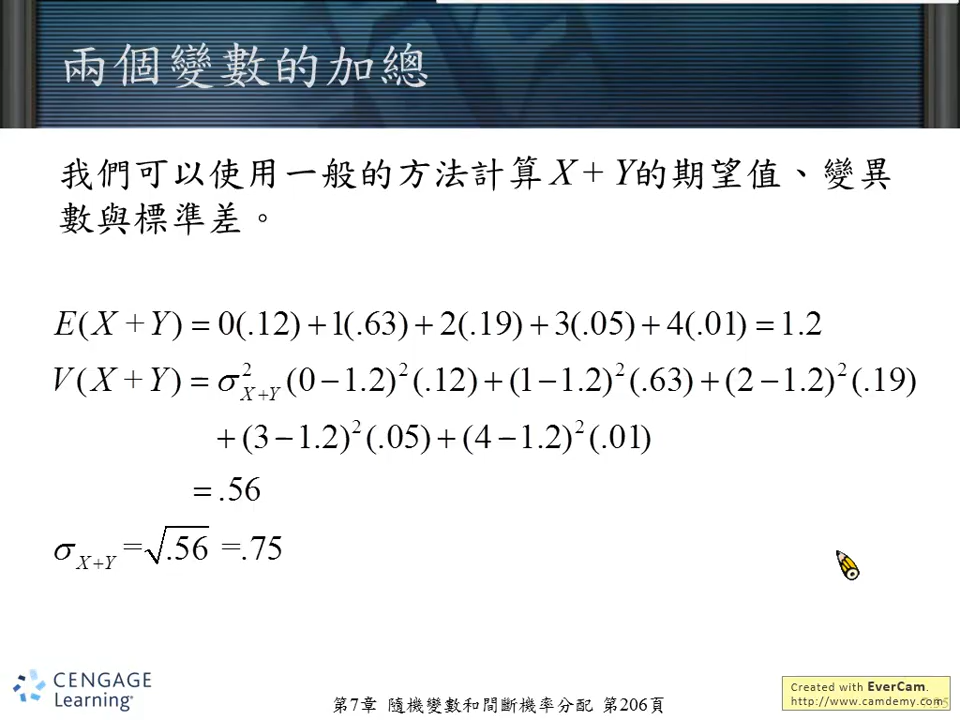 兩個變數的加總
我們可以使用一般的方法計算 X + Y的期望值、變異
數與標準差。
E(X + Y) = 0(.12) + 1(.63) + 2(.19) + 3(.05) + 4(.01) = 1.2
V(X + Y) = σ²_{X+Y} (0 − 1.2)² (.12) + (1 − 1.2)² (.63) + (2 − 1.2)² (.19)
+ (3 − 1.2)² (.05) + (4 − 1.2)² (.01)
= .56
σ_{X+Y} = √.56 = .75
CENGAGE
Learning
第7章 隨機變數和間斷機率分配 第206頁
Created with EverCam.
http://www.camdemy.com